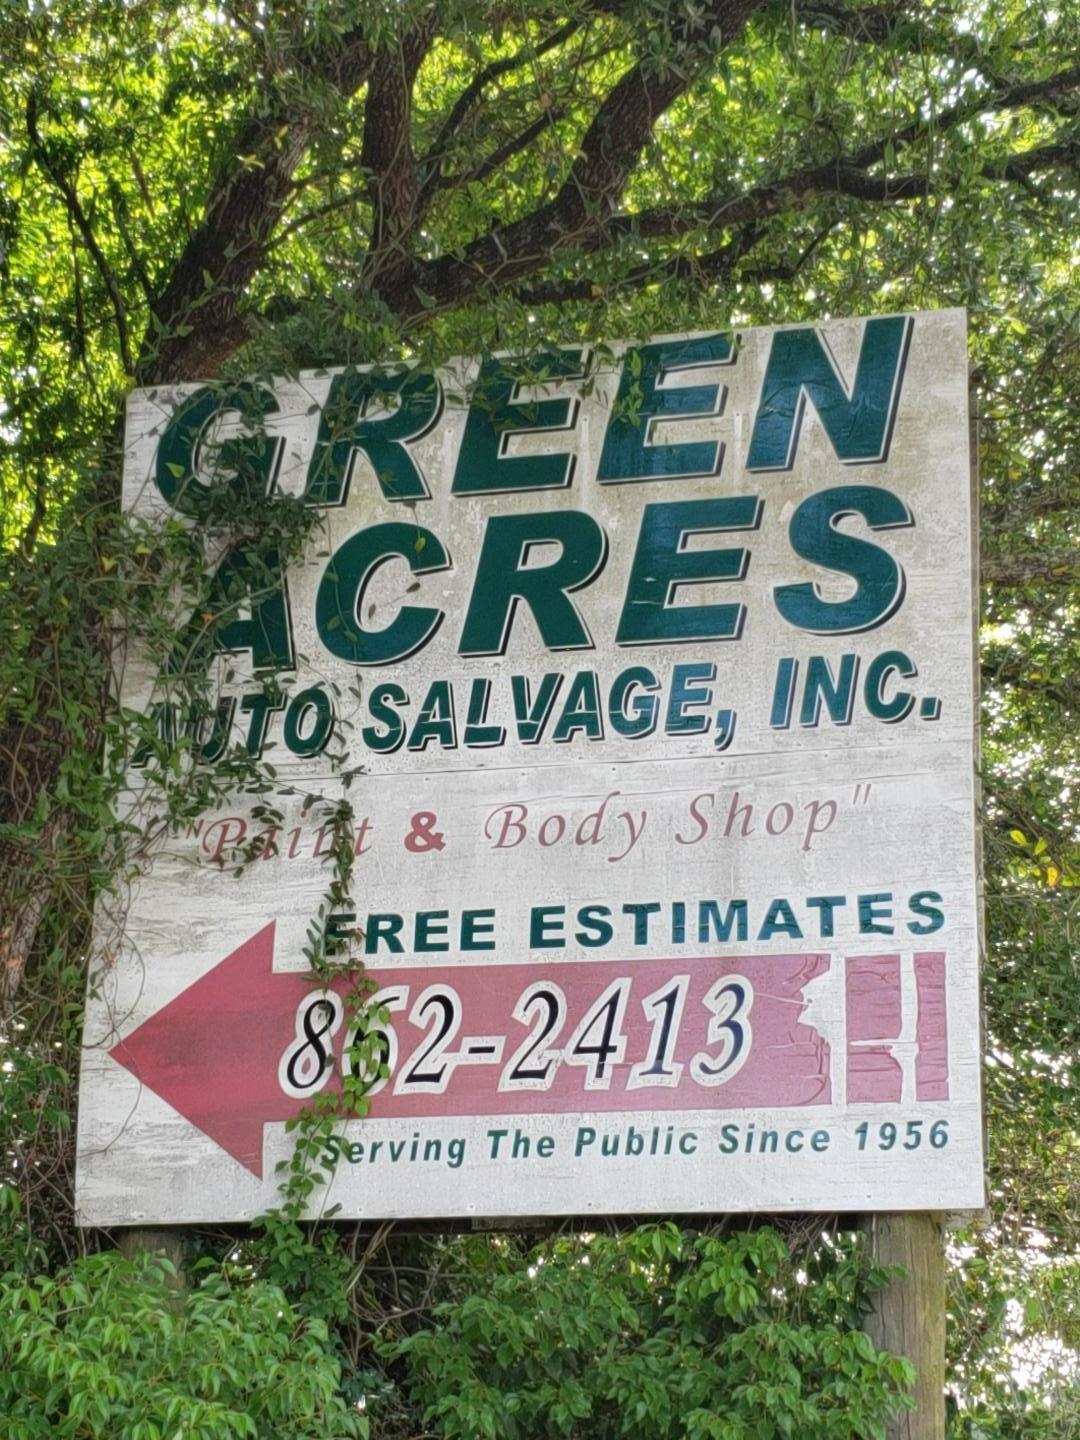 GREEN
ACRES
AUTO SALVAGE, INC.
"Paint & Body Shop"
FREE ESTIMATES
862-2413
Serving The Public Since 1956